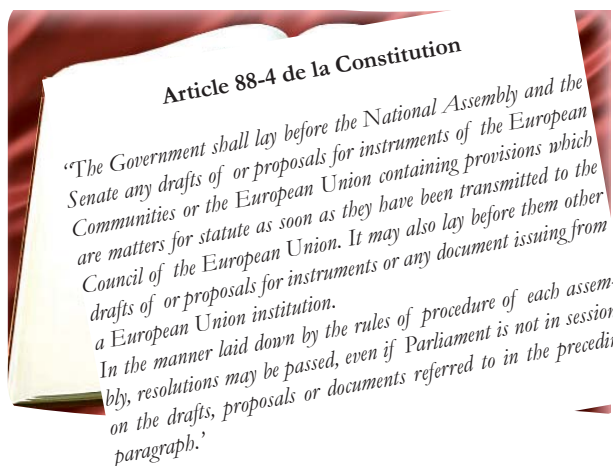 Article 88-4 de la Constitution
“The Government shall lay before the National Assembly and the
Senate any drafts of or proposals for instruments of the European
Communities or the European Union containing provisions which
are matters for statute as soon as they have been transmitted to the
Council of the European Union. It may also lay before them other
drafts of or proposals for instruments or any document issuing from
a European Union institution.
In the manner laid down by the rules of procedure of each assem-
bly, resolutions may be passed, even if Parliament is not in session
on the drafts, proposals or documents referred to in the
paragraph.’